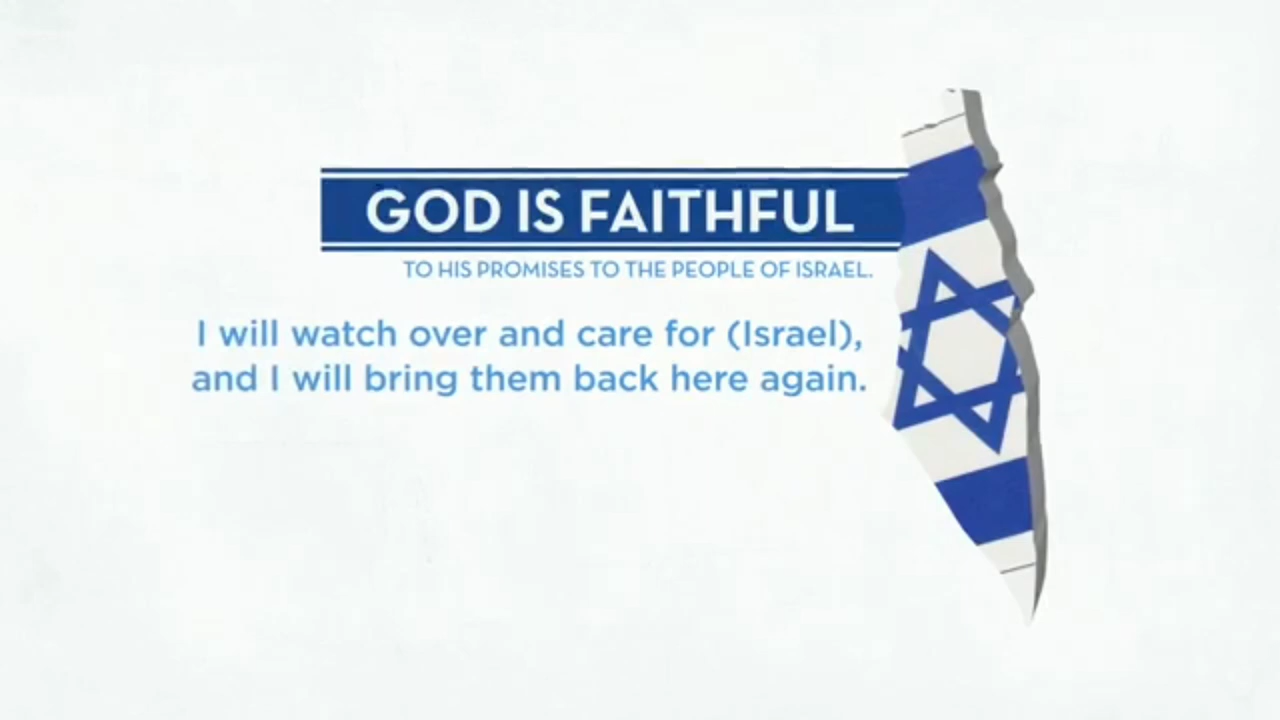 GOD IS FAITHFUL
TO HIS PROMISES TO THE PEOPLE OF ISRAEL.
I will watch over and care for (Israel),
and I will bring them back here again.